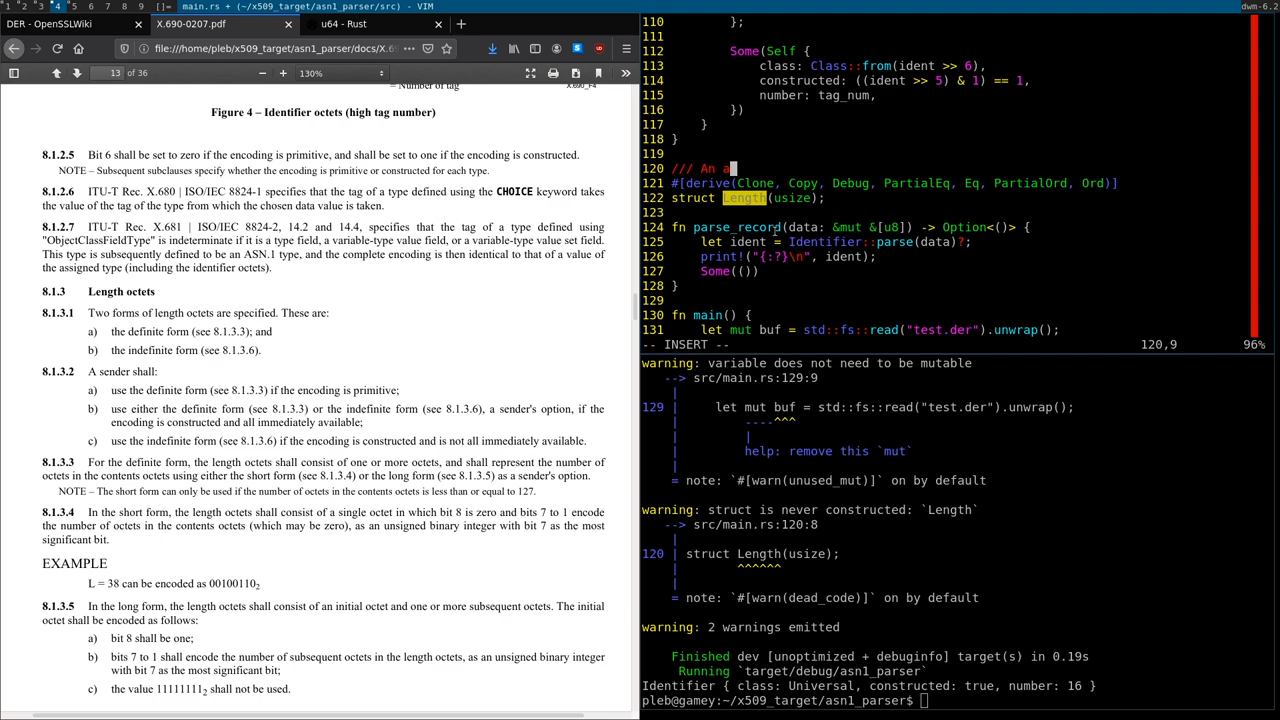 1 2 3 4 5 6 7 8 9 []= main.rs + (~/x509_target/asn1_parser/src) - VIM dwm-6.2
DER - OpenSSLWiki
X.690-0207.pdf
u64 - Rust
file:///home/pleb/x509_target/asn1_parser/docs/X.6
13 of 36
130%
= Number of tag
Figure 4 – Identifier octets (high tag number)
8.1.2.5 Bit 6 shall be set to zero if the encoding is primitive, and shall be set to one if the encoding is constructed.
NOTE – Subsequent subclauses specify whether the encoding is primitive or constructed for each type.
8.1.2.6 ITU-T Rec. X.680 | ISO/IEC 8824-1 specifies that the tag of a type defined using the CHOICE keyword takes
the value of the tag of the type from which the chosen data value is taken.
8.1.2.7 ITU-T Rec. X.681 | ISO/IEC 8824-2, 14.2 and 14.4, specifies that the tag of a type defined using
"ObjectClassFieldType" is indeterminate if it is a type field, a variable-type value field, or a variable-type value set field.
This type is subsequently defined to be an ASN.1 type, and the complete encoding is then identical to that of a value of
the assigned type (including the identifier octets).
8.1.3 Length octets
8.1.3.1 Two forms of length octets are specified. These are:
a) the definite form (see 8.1.3.3); and
b) the indefinite form (see 8.1.3.6).
8.1.3.2 A sender shall:
a) use the definite form (see 8.1.3.3) if the encoding is primitive;
b) use either the definite form (see 8.1.3.3) or the indefinite form (see 8.1.3.6), a sender's option, if the
encoding is constructed and all immediately available;
c) use the indefinite form (see 8.1.3.6) if the encoding is constructed and is not all immediately available.
8.1.3.3 For the definite form, the length octets shall consist of one or more octets, and shall represent the number of
octets in the contents octets using either the short form (see 8.1.3.4) or the long form (see 8.1.3.5) as a sender's option.
NOTE – The short form can only be used if the number of octets in the contents octets is less than or equal to 127.
8.1.3.4 In the short form, the length octets shall consist of a single octet in which bit 8 is zero and bits 7 to 1 encode
the number of octets in the contents octets (which may be zero), as an unsigned binary integer with bit 7 as the most
significant bit.
EXAMPLE
L = 38 can be encoded as 00100110₂
8.1.3.5 In the long form, the length octets shall consist of an initial octet and one or more subsequent octets. The initial
octet shall be encoded as follows:
a) bit 8 shall be one;
b) bits 7 to 1 shall encode the number of subsequent octets in the length octets, as an unsigned binary integer
with bit 7 as the most significant bit;
c) the value 11111111₂ shall not be used.
110 };
111
112 Some(Self {
113 class: Class::from(ident >> 6),
114 constructed: ((ident >> 5) & 1) == 1,
115 number: tag_num,
116 })
117 }
118 }
119
120 /// An a
121 #[derive(Clone, Copy, Debug, PartialEq, Eq, PartialOrd, Ord)]
122 struct Length(usize);
123
124 fn parse_record(data: &mut &[u8]) -> Option<()> {
125 let ident = Identifier::parse(data)?;
126 print!("{:?}\n", ident);
127 Some(())
128 }
129
130 fn main() {
131 let mut buf = std::fs::read("test.der").unwrap();
-- INSERT -- 120,9 96%
warning: variable does not need to be mutable
--> src/main.rs:129:9
|
129 | let mut buf = std::fs::read("test.der").unwrap();
| ----^^^
| |
| help: remove this `mut`
|
= note: `#[warn(unused_mut)]` on by default
warning: struct is never constructed: `Length`
--> src/main.rs:120:8
|
120 | struct Length(usize);
| ^^^^^^
|
= note: `#[warn(dead_code)]` on by default
warning: 2 warnings emitted
Finished dev [unoptimized + debuginfo] target(s) in 0.19s
Running `target/debug/asn1_parser`
Identifier { class: Universal, constructed: true, number: 16 }
pleb@gamey:~/x509_target/asn1_parser$